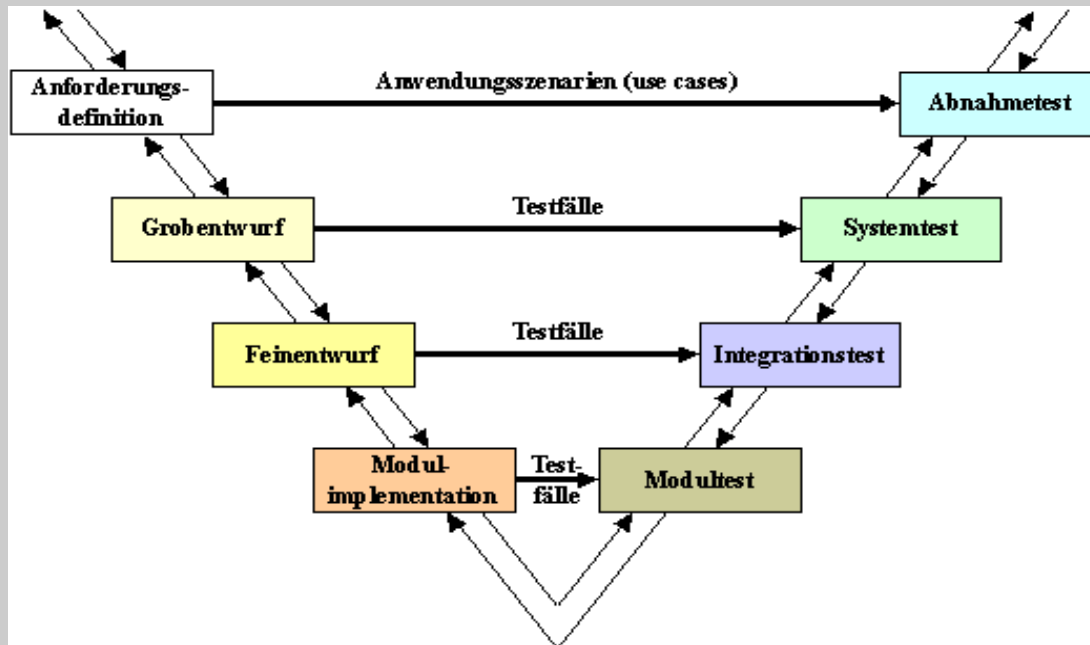 Anforderungs-
definition
Anwendungsszenarien (use cases)
Abnahmetest
Grobentwurf
Testfälle
Systemtest
Feinentwurf
Testfälle
Integrationstest
Modul-
implementation
Test-
fälle
Modultest